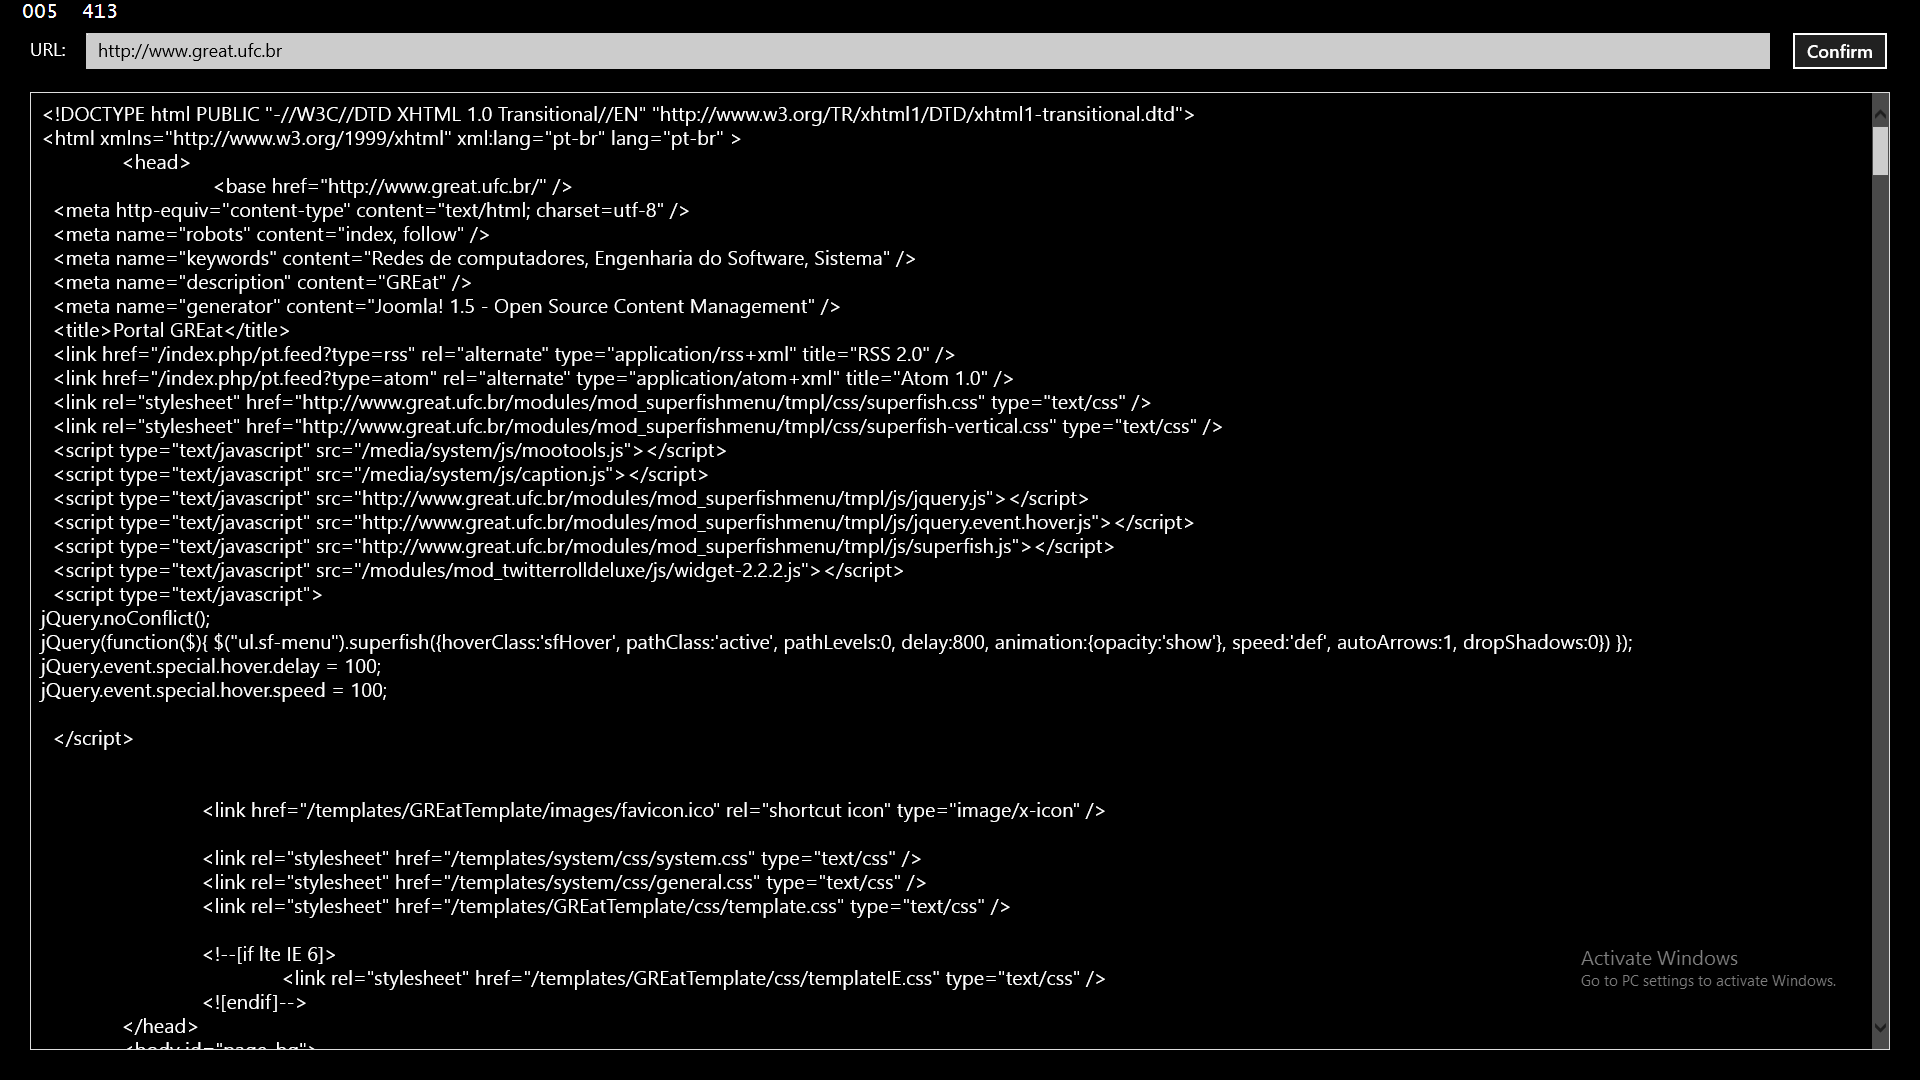 005 413
URL: http://www.great.ufc.br Confirm
<!DOCTYPE html PUBLIC "-//W3C//DTD XHTML 1.0 Transitional//EN" "http://www.w3.org/TR/xhtml1/DTD/xhtml1-transitional.dtd">
<html xmlns="http://www.w3.org/1999/xhtml" xml:lang="pt-br" lang="pt-br" >
<head>
<base href="http://www.great.ufc.br/" />
<meta http-equiv="content-type" content="text/html; charset=utf-8" />
<meta name="robots" content="index, follow" />
<meta name="keywords" content="Redes de computadores, Engenharia do Software, Sistema" />
<meta name="description" content="GREat" />
<meta name="generator" content="Joomla! 1.5 - Open Source Content Management" />
<title>Portal GREat</title>
<link href="/index.php/pt.feed?type=rss" rel="alternate" type="application/rss+xml" title="RSS 2.0" />
<link href="/index.php/pt.feed?type=atom" rel="alternate" type="application/atom+xml" title="Atom 1.0" />
<link rel="stylesheet" href="http://www.great.ufc.br/modules/mod_superfishmenu/tmpl/css/superfish.css" type="text/css" />
<link rel="stylesheet" href="http://www.great.ufc.br/modules/mod_superfishmenu/tmpl/css/superfish-vertical.css" type="text/css" />
<script type="text/javascript" src="/media/system/js/mootools.js"></script>
<script type="text/javascript" src="/media/system/js/caption.js"></script>
<script type="text/javascript" src="http://www.great.ufc.br/modules/mod_superfishmenu/tmpl/js/jquery.js"></script>
<script type="text/javascript" src="http://www.great.ufc.br/modules/mod_superfishmenu/tmpl/js/jquery.event.hover.js"></script>
<script type="text/javascript" src="http://www.great.ufc.br/modules/mod_superfishmenu/tmpl/js/superfish.js"></script>
<script type="text/javascript" src="/modules/mod_twitterrolldeluxe/js/widget-2.2.2.js"></script>
<script type="text/javascript">
jQuery.noConflict();
jQuery(function($){ $("ul.sf-menu").superfish({hoverClass:'sfHover', pathClass:'active', pathLevels:0, delay:800, animation:{opacity:'show'}, speed:'def', autoArrows:1, dropShadows:0}) });
jQuery.event.special.hover.delay = 100;
jQuery.event.special.hover.speed = 100;
</script>
<link href="/templates/GREatTemplate/images/favicon.ico" rel="shortcut icon" type="image/x-icon" />
<link rel="stylesheet" href="/templates/system/css/system.css" type="text/css" />
<link rel="stylesheet" href="/templates/system/css/general.css" type="text/css" />
<link rel="stylesheet" href="/templates/GREatTemplate/css/template.css" type="text/css" />
<!--[if lte IE 6]>
<link rel="stylesheet" href="/templates/GREatTemplate/css/templateIE.css" type="text/css" />
<![endif]-->
</head>
<body id="page_bg">
Activate Windows
Go to PC settings to activate Windows.